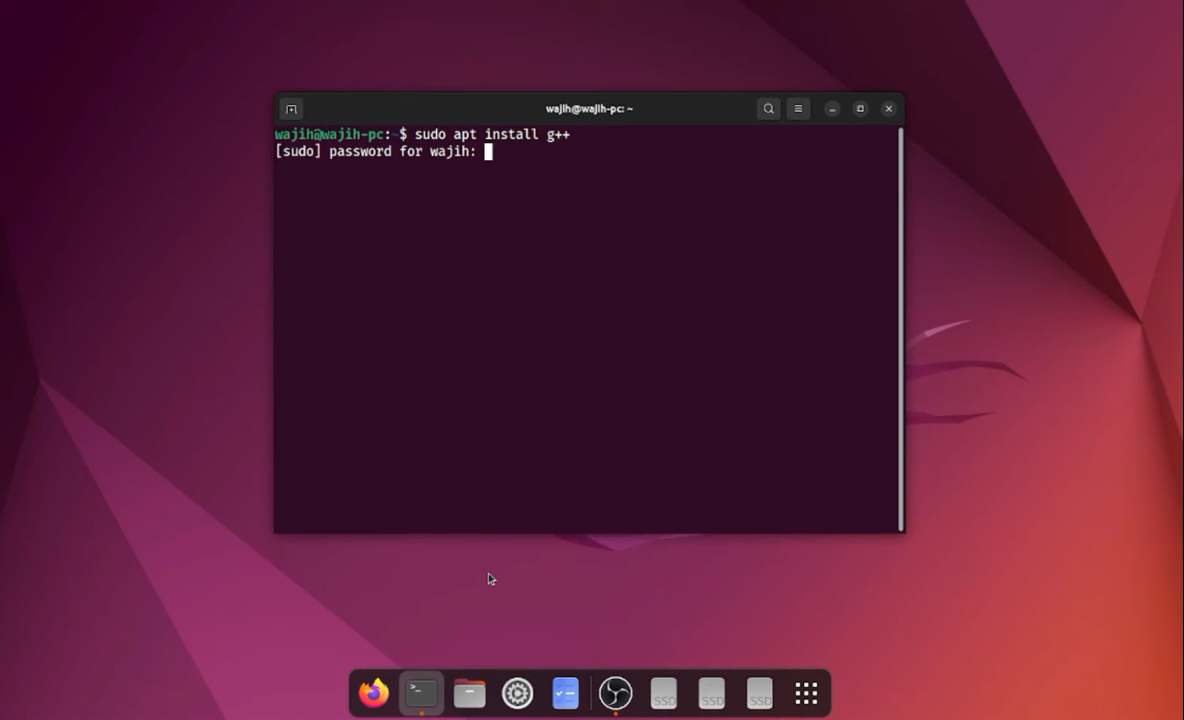 wajih@wajih-pc: ~
wajih@wajih-pc:~$ sudo apt install g++
[sudo] password for wajih:
>_
SSD
SSD
SSD